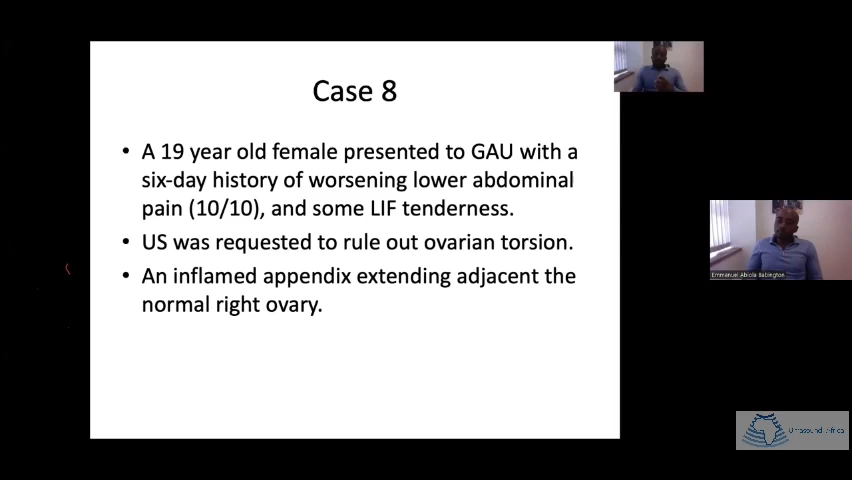 Case 8
• A 19 year old female presented to GAU with a
six-day history of worsening lower abdominal
pain (10/10), and some LIF tenderness.
• US was requested to rule out ovarian torsion.
• An inflamed appendix extending adjacent the
normal right ovary.
Emmanuel Abiola Babington
Ultrasound Africa